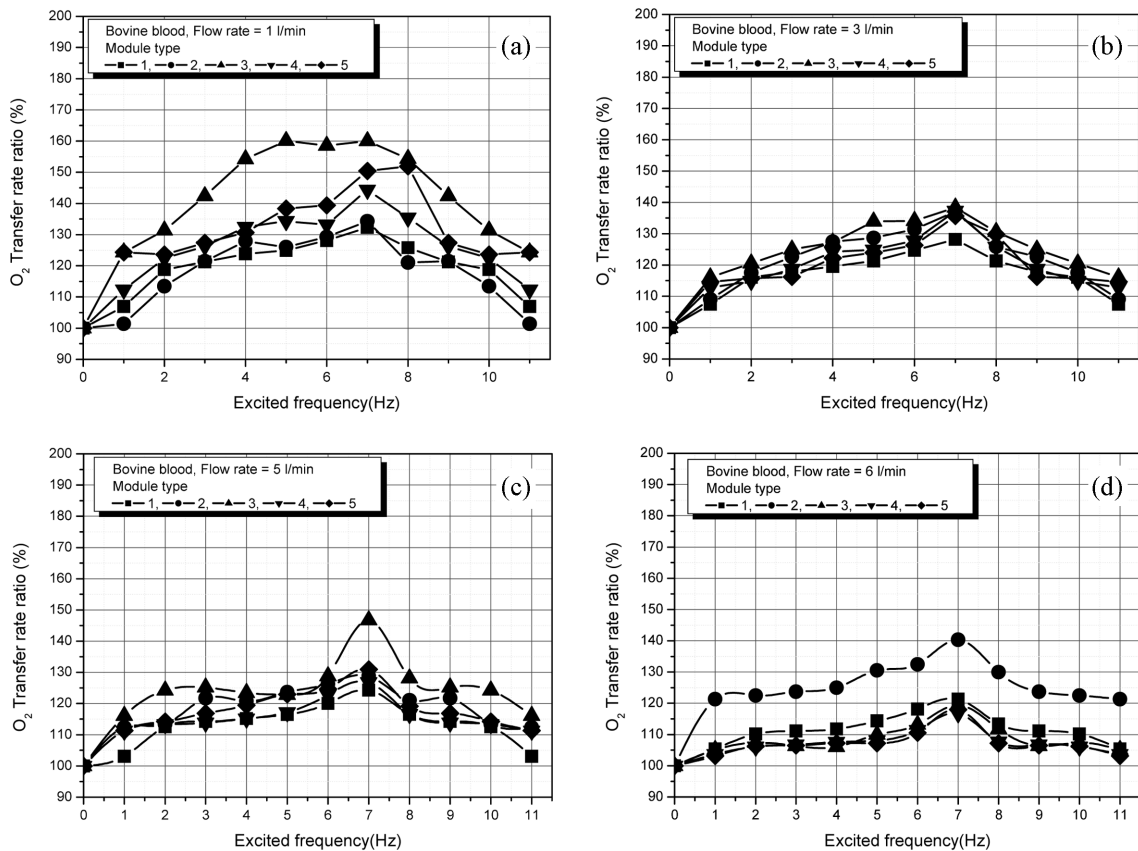 Bovine blood, Flow rate = 1 l/min
Module type
1, 2, 3, 4, 5
(a)
200
190
180
170
160
150
140
130
120
110
100
90
O2 Transfer rate ratio (%)
0 2 4 6 8 10
Excited frequency(Hz)
Bovine blood, Flow rate = 3 l/min
Module type
1, 2, 3, 4, 5
(b)
200
190
180
170
160
150
140
130
120
110
100
90
O2 Transfer rate ratio (%)
0 2 4 6 8 10
Excited frequency(Hz)
Bovine blood, Flow rate = 5 l/min
Module type
1, 2, 3, 4, 5
(c)
200
190
180
170
160
150
140
130
120
110
100
90
O2 Transfer rate ratio (%)
0 1 2 3 4 5 6 7 8 9 10 11
Excited frequency(Hz)
Bovine blood, Flow rate = 6 l/min
Module type
1, 2, 3, 4, 5
(d)
200
190
180
170
160
150
140
130
120
110
100
90
O2 Transfer rate ratio (%)
0 1 2 3 4 5 6 7 8 9 10 11
Excited frequency(Hz)